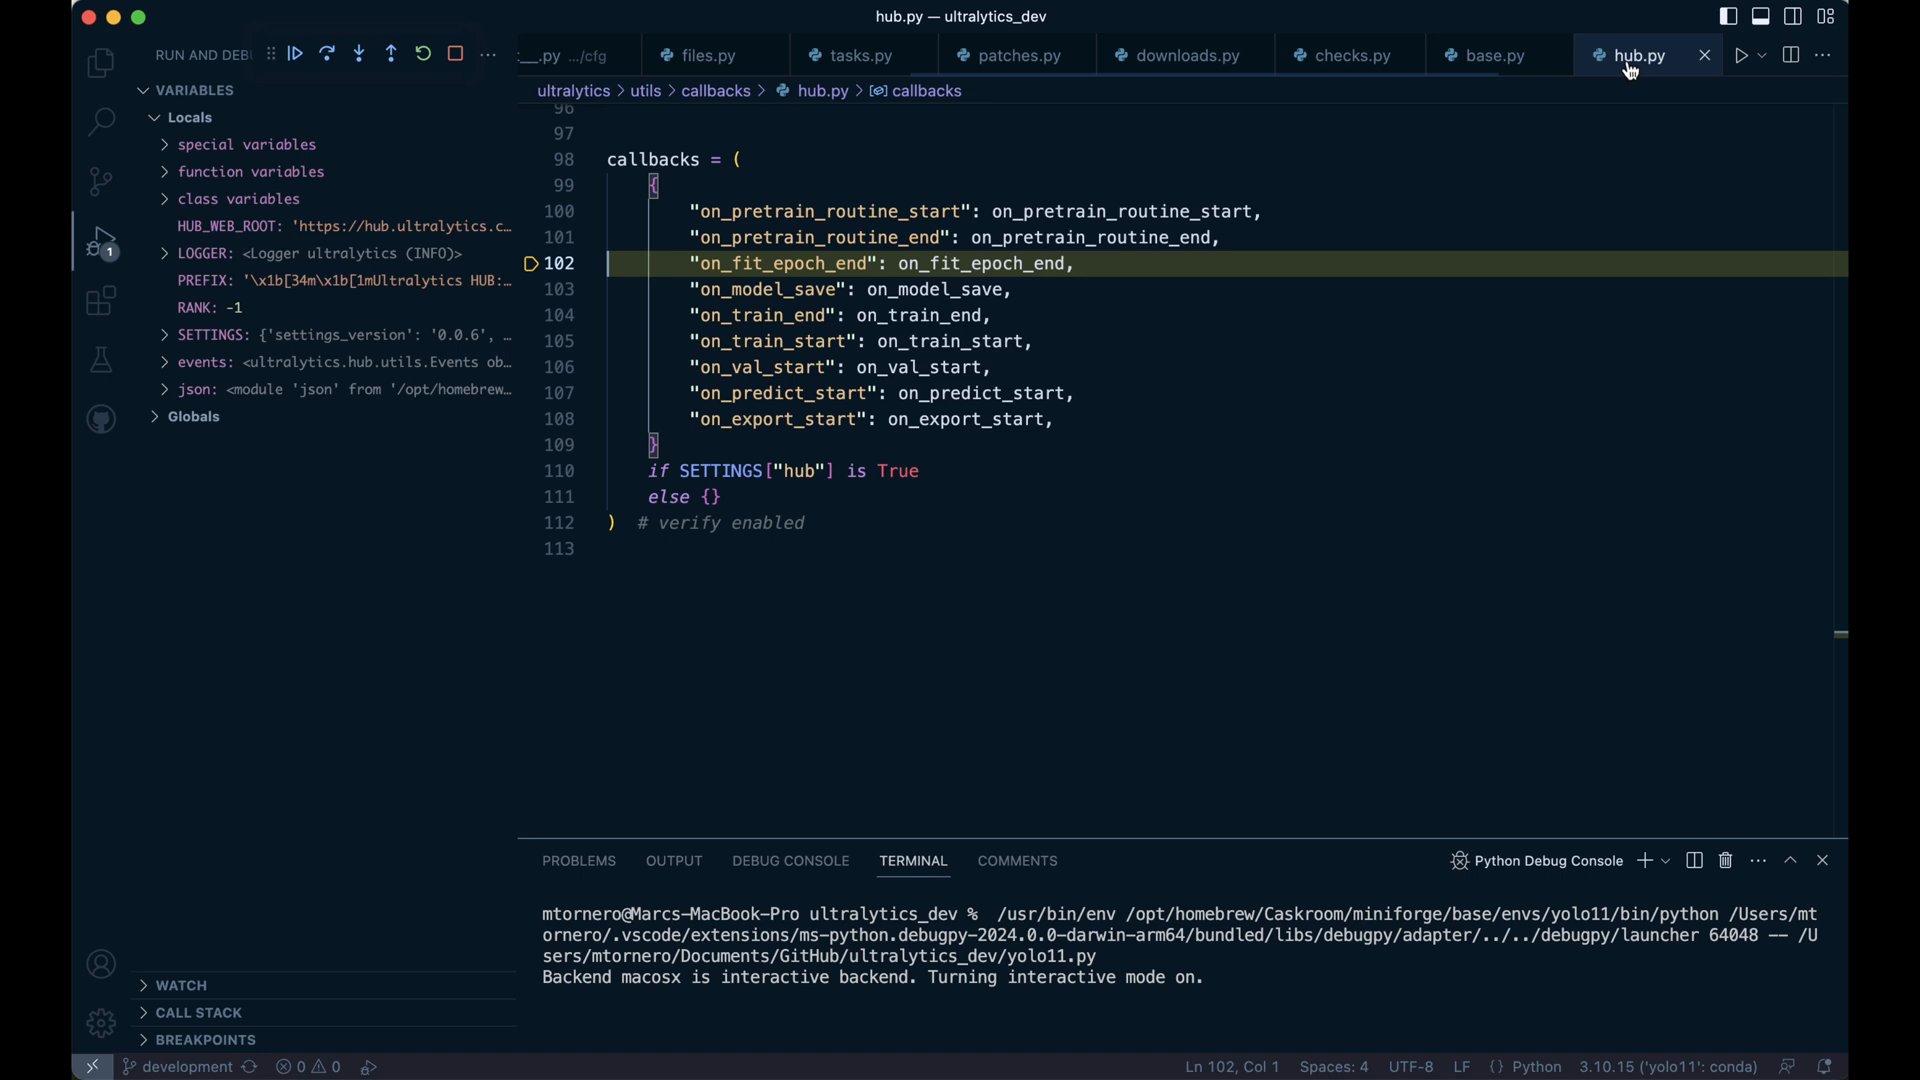 hub.py — ultralytics_dev
RUN AND DEBU
__.py .../cfg
files.py
tasks.py
patches.py
downloads.py
checks.py
base.py
hub.py
ultralytics > utils > callbacks > hub.py > callbacks
VARIABLES
Locals
special variables
function variables
class variables
HUB_WEB_ROOT: 'https://hub.ultralytics.c...
LOGGER: <Logger ultralytics (INFO)>
PREFIX: '\x1b[34m\x1b[1mUltralytics HUB:...
RANK: -1
SETTINGS: {'settings_version': '0.0.6', ...
events: <ultralytics.hub.utils.Events ob...
json: <module 'json' from '/opt/homebrew...
Globals
WATCH
CALL STACK
BREAKPOINTS
1
96
97
98 callbacks = (
99 {
100 "on_pretrain_routine_start": on_pretrain_routine_start,
101 "on_pretrain_routine_end": on_pretrain_routine_end,
102 "on_fit_epoch_end": on_fit_epoch_end,
103 "on_model_save": on_model_save,
104 "on_train_end": on_train_end,
105 "on_train_start": on_train_start,
106 "on_val_start": on_val_start,
107 "on_predict_start": on_predict_start,
108 "on_export_start": on_export_start,
109 }
110 if SETTINGS["hub"] is True
111 else {}
112 ) # verify enabled
113
PROBLEMS OUTPUT DEBUG CONSOLE TERMINAL COMMENTS
Python Debug Console
mtornero@Marcs-MacBook-Pro ultralytics_dev % /usr/bin/env /opt/homebrew/Caskroom/miniforge/base/envs/yolo11/bin/python /Users/mt
ornero/.vscode/extensions/ms-python.debugpy-2024.0.0-darwin-arm64/bundled/libs/debugpy/adapter/../../debugpy/launcher 64048 -- /U
sers/mtornero/Documents/GitHub/ultralytics_dev/yolo11.py
Backend macosx is interactive backend. Turning interactive mode on.
development 0 0 Ln 102, Col 1 Spaces: 4 UTF-8 LF {} Python 3.10.15 ('yolo11': conda)